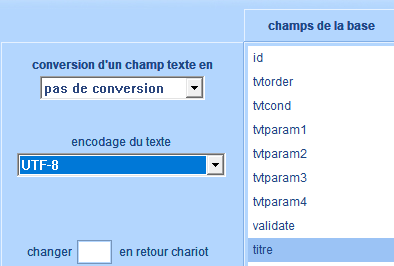 conversion d'un champ texte en
pas de conversion
encodage du texte
UTF-8
changer en retour chariot
champs de la base
id
tvtorder
tvtcond
tvtparam1
tvtparam2
tvtparam3
tvtparam4
validate
titre